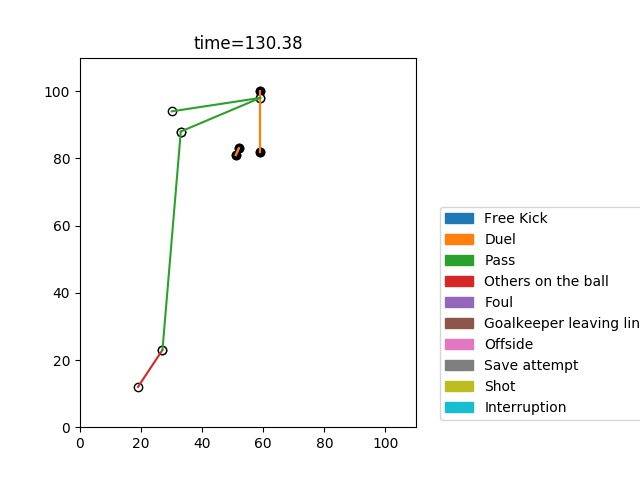 time=130.38
100
80
60
40
20
0
0 20 40 60 80 100
Free Kick
Duel
Pass
Others on the ball
Foul
Goalkeeper leaving lin
Offside
Save attempt
Shot
Interruption